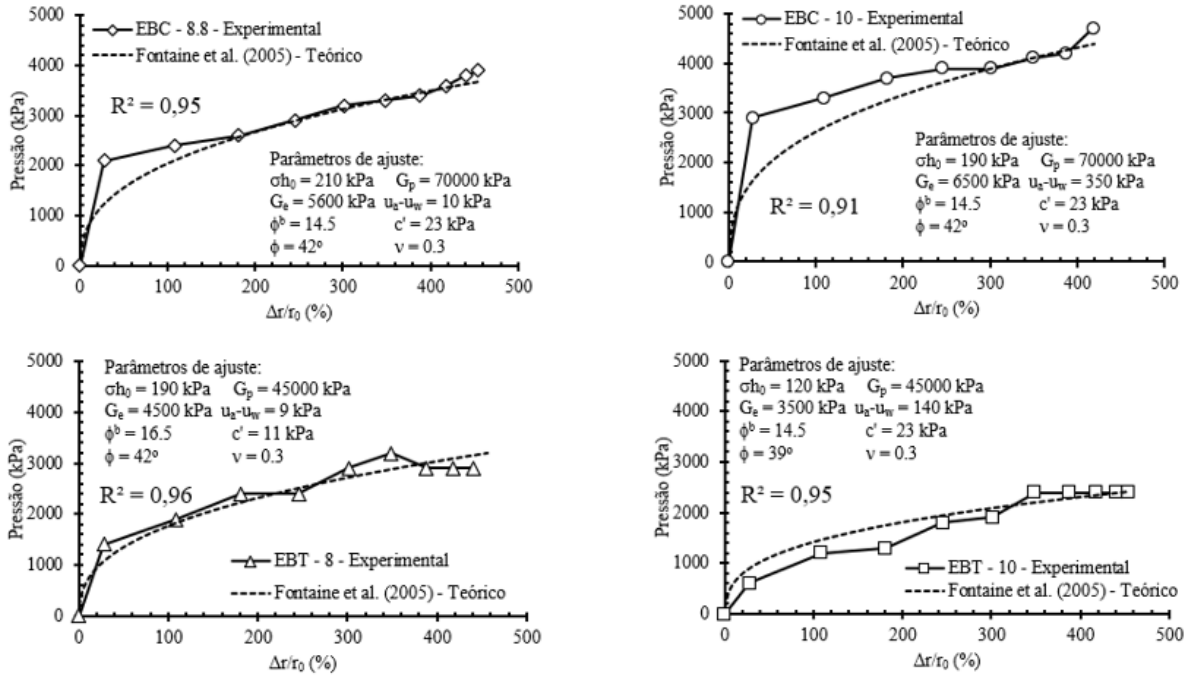 5000
4000
3000
2000
1000
0
Pressão (kPa)
EBC - 8.8 - Experimental
Fontaine et al. (2005) - Teórico
R² = 0,95
Parâmetros de ajuste:
σh₀ = 210 kPa Gₚ = 70000 kPa
Gₑ = 5600 kPa uₐ-u_w = 10 kPa
ϕᵇ = 14.5 c' = 23 kPa
ϕ = 42º ν = 0.3
0 100 200 300 400 500
Δr/r₀ (%)
5000
4000
3000
2000
1000
0
Pressão (kPa)
EBC - 10 - Experimental
Fontaine et al. (2005) - Teórico
Parâmetros de ajuste:
σh₀ = 190 kPa Gₚ = 70000 kPa
Gₑ = 6500 kPa uₐ-u_w = 350 kPa
R² = 0,91
ϕᵇ = 14.5 c' = 23 kPa
ϕ = 42º ν = 0.3
0 100 200 300 400 500
Δr/r₀ (%)
5000
4000
3000
2000
1000
0
Pressão (kPa)
Parâmetros de ajuste:
σh₀ = 190 kPa Gₚ = 45000 kPa
Gₑ = 4500 kPa uₐ-u_w = 9 kPa
ϕᵇ = 16.5 c' = 11 kPa
ϕ = 42º ν = 0.3
R² = 0,96
EBT - 8 - Experimental
Fontaine et al. (2005) - Teórico
0 100 200 300 400 500
Δr/r₀ (%)
5000
4000
3000
2000
1000
0
Pressão (kPa)
Parâmetros de ajuste:
σh₀ = 120 kPa Gₚ = 45000 kPa
Gₑ = 3500 kPa uₐ-u_w = 140 kPa
ϕᵇ = 14.5 c' = 23 kPa
ϕ = 39º ν = 0.3
R² = 0,95
EBT - 10 - Experimental
Fontaine et al. (2005) - Teórico
0 100 200 300 400 500
Δr/r₀ (%)